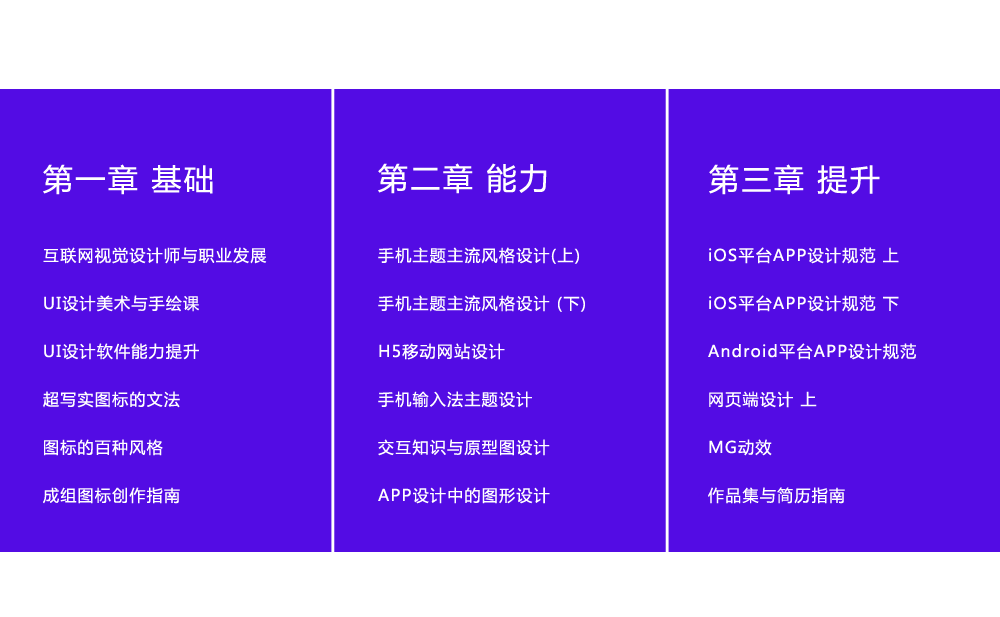 第一章 基础
互联网视觉设计师与职业发展
UI设计美术与手绘课
UI设计软件能力提升
超写实图标的文法
图标的百种风格
成组图标创作指南
第二章 能力
手机主题主流风格设计(上)
手机主题主流风格设计 (下)
H5移动网站设计
手机输入法主题设计
交互知识与原型图设计
APP设计中的图形设计
第三章 提升
iOS平台APP设计规范 上
iOS平台APP设计规范 下
Android平台APP设计规范
网页端设计 上
MG动效
作品集与简历指南